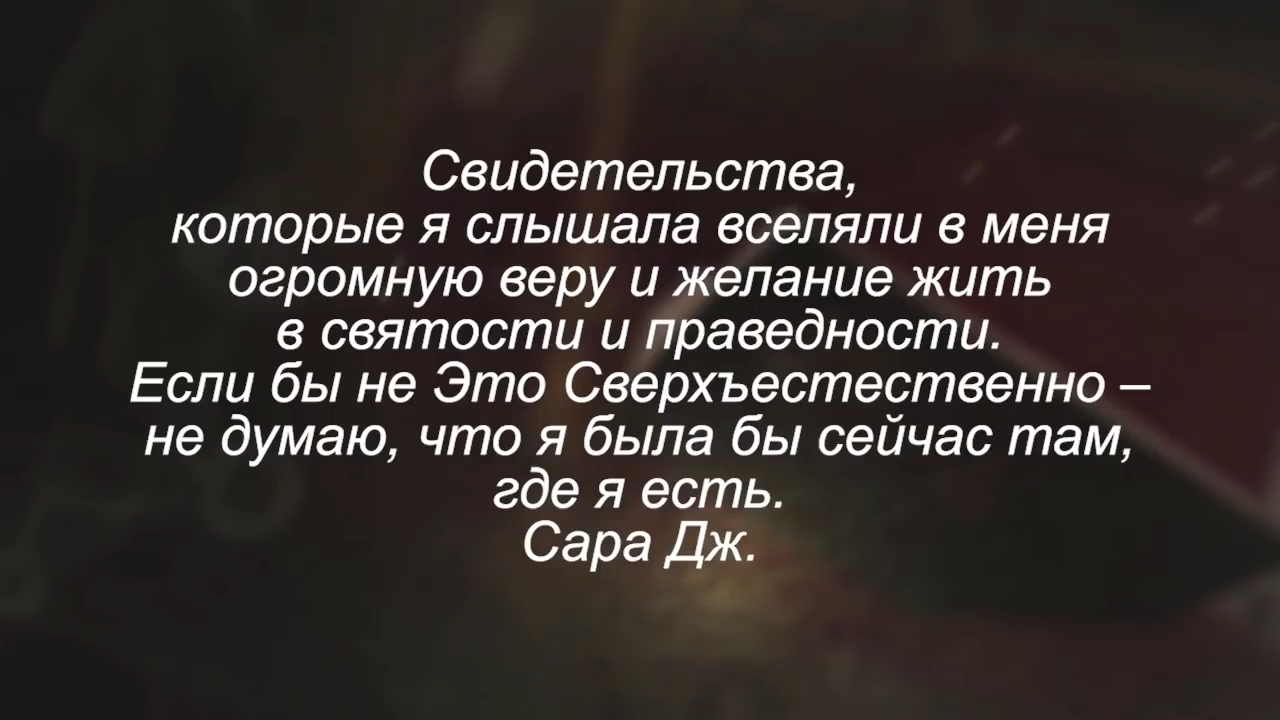 Свидетельства,
которые я слышала вселяли в меня
огромную веру и желание жить
в святости и праведности.
Если бы не Это Сверхъестественно –
не думаю, что я была бы сейчас там,
где я есть.
Сара Дж.